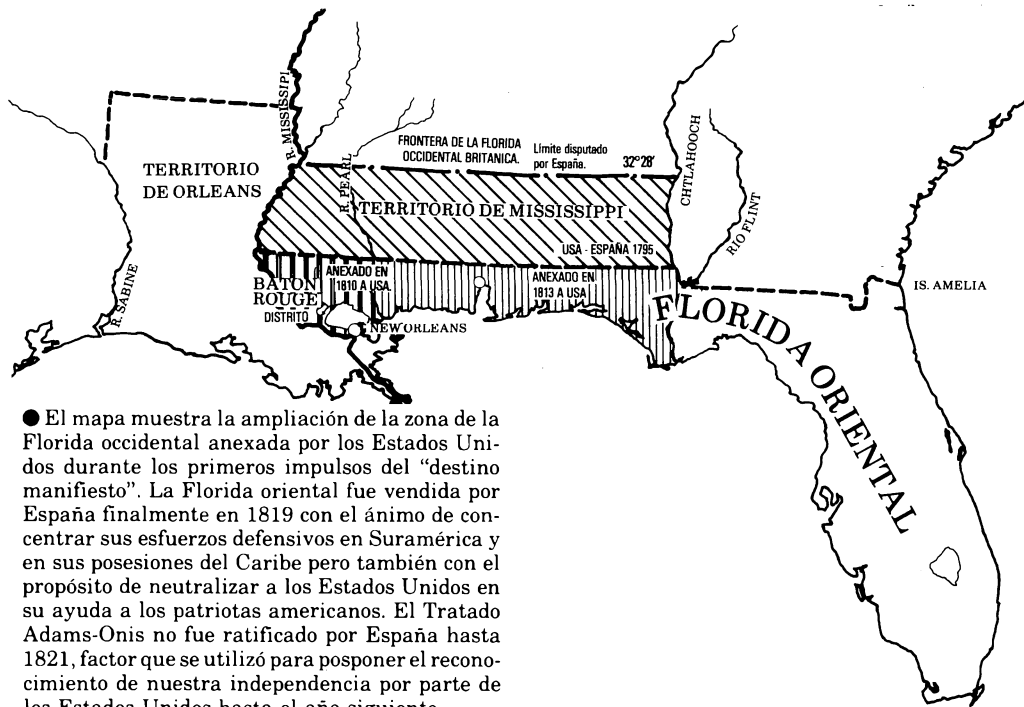 R. MISSISSIPI
TERRITORIO
DE ORLEANS
R. SABINE
FRONTERA DE LA FLORIDA
OCCIDENTAL BRITANICA.
Límite disputado
por España.
32°28'
R. PEARL
CHTLAHOOCH
RIO FLINT
TERRITORIO DE MISSISSIPPI
USA - ESPAÑA 1795
ANEXADO EN
1810 A USA.
ANEXADO EN
1813 A USA
BATON
ROUGE
DISTRITO
NEW ORLEANS
IS. AMELIA
FLORIDA ORIENTAL
● El mapa muestra la ampliación de la zona de la
Florida occidental anexada por los Estados Uni-
dos durante los primeros impulsos del “destino
manifiesto”. La Florida oriental fue vendida por
España finalmente en 1819 con el ánimo de con-
centrar sus esfuerzos defensivos en Suramérica y
en sus posesiones del Caribe pero también con el
propósito de neutralizar a los Estados Unidos en
su ayuda a los patriotas americanos. El Tratado
Adams-Onis no fue ratificado por España hasta
1821, factor que se utilizó para posponer el recono-
cimiento de nuestra independencia por parte de
los Estados Unidos hasta el año siguiente